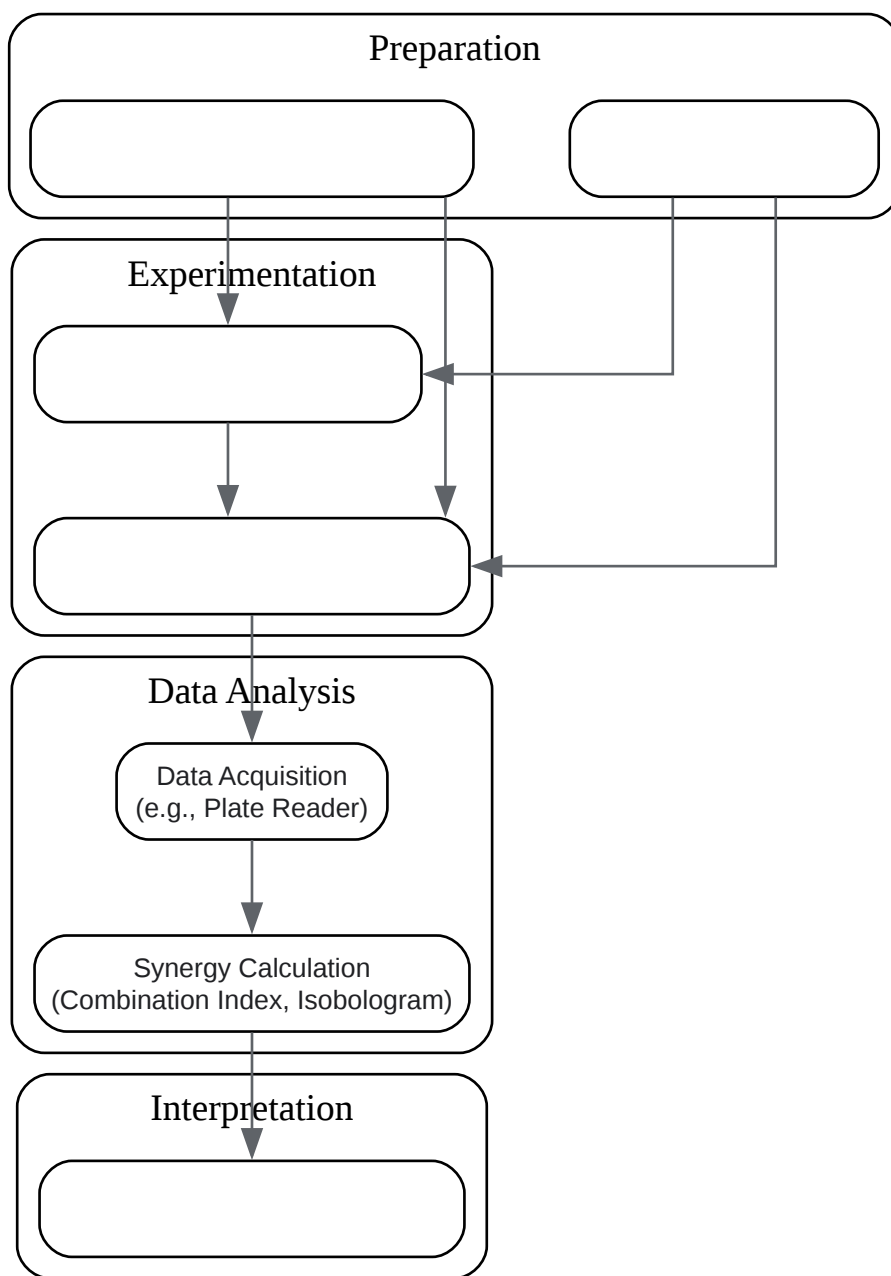 Preparation
Experimentation
Data Analysis
Data Acquisition
(e.g., Plate Reader)
Synergy Calculation
(Combination Index, Isobologram)
Interpretation